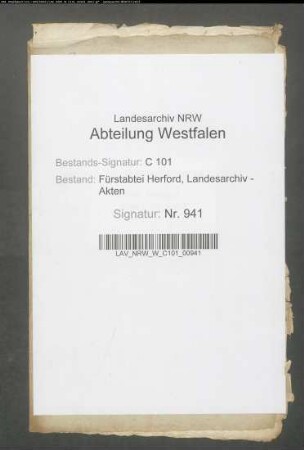 Landesarchiv NRW
Abteilung Westfalen
Bestands-Signatur: C 101
Bestand: Fürstabtei Herford, Landesarchiv -
Akten
Signatur: Nr. 941
LAV_NRW_W_C101_00941